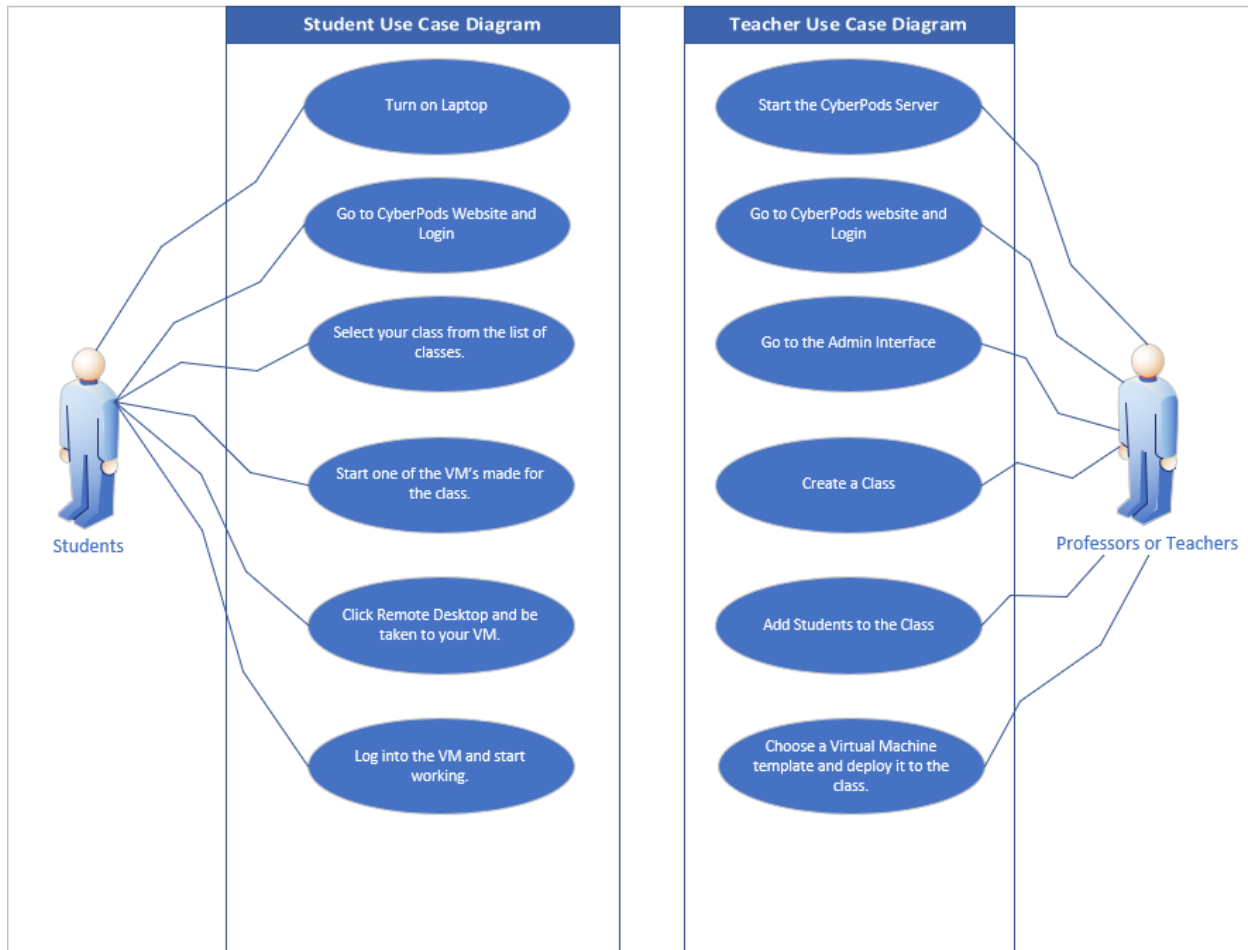 Student Use Case Diagram
Turn on Laptop
Go to CyberPods Website and
Login
Select your class from the list of
classes.
Start one of the VM's made for
the class.
Click Remote Desktop and be
taken to your VM.
Log into the VM and start
working.
Students
Teacher Use Case Diagram
Start the CyberPods Server
Go to CyberPods website and
Login
Go to the Admin Interface
Create a Class
Add Students to the Class
Choose a Virtual Machine
template and deploy it to the
class.
Professors or Teachers